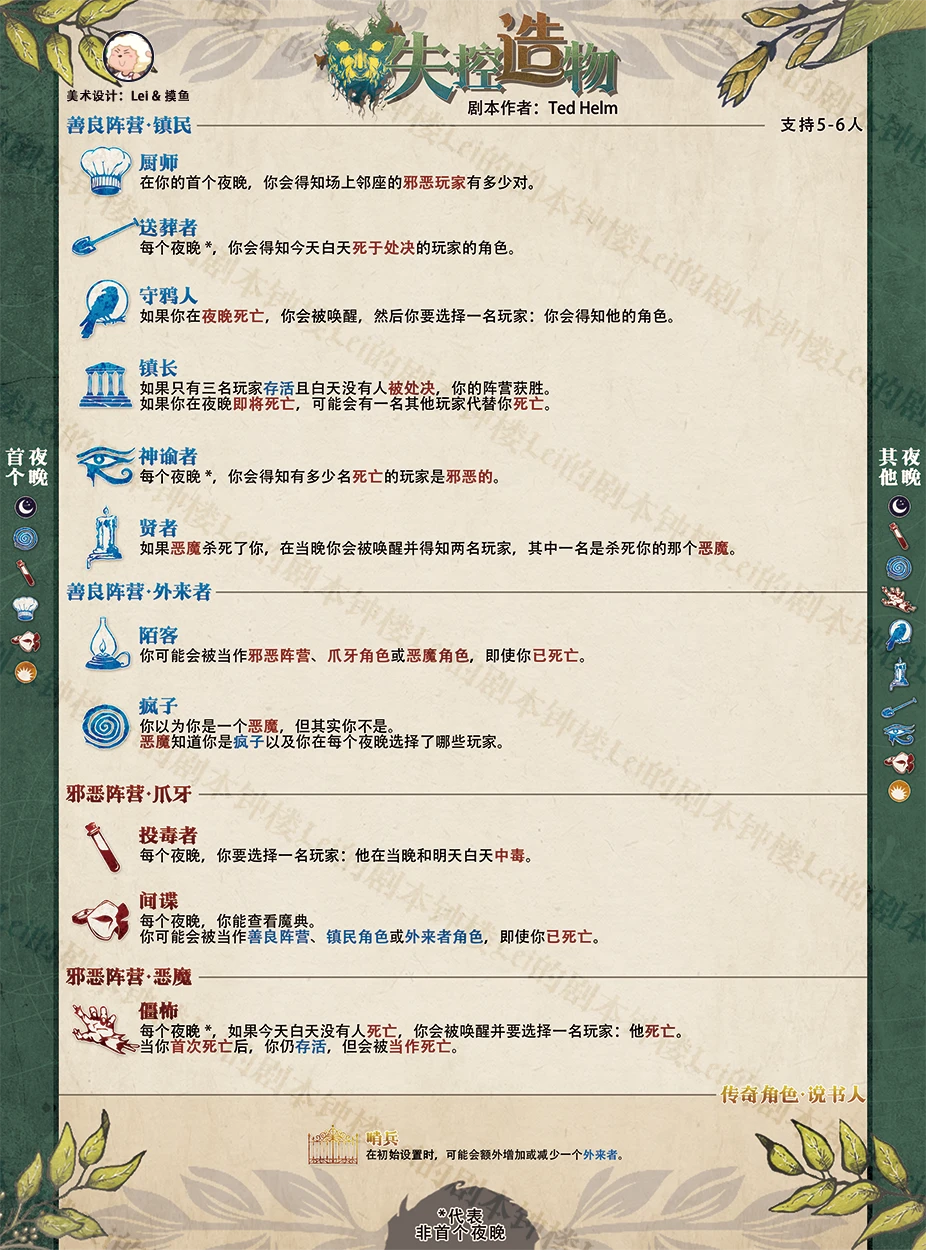 失控造物
美术设计：Lei & 摸鱼
剧本作者：Ted Helm
善良阵营·镇民
支持5-6人
厨师
在你的首个夜晚，你会得知场上邻座的邪恶玩家有多少对。
送葬者
每个夜晚*，你会得知今天白天死于处决的玩家的角色。
守鸦人
如果你在夜晚死亡，你会被唤醒，然后你要选择一名玩家：你会得知他的角色。
镇长
如果只有三名玩家存活且白天没有人被处决，你的阵营获胜。
如果你在夜晚即将死亡，可能会有一名其他玩家代替你死亡。
神谕者
每个夜晚*，你会得知有多少名死亡的玩家是邪恶的。
贤者
如果恶魔杀死了你，在当晚你会被唤醒并得知两名玩家，其中一名是杀死你的那个恶魔。
善良阵营·外来者
陌客
你可能会被当作邪恶阵营、爪牙角色或恶魔角色，即使你已死亡。
疯子
你以为你是一个恶魔，但其实你不是。
恶魔知道你是疯子以及你在每个夜晚选择了哪些玩家。
邪恶阵营·爪牙
投毒者
每个夜晚，你要选择一名玩家：他在当晚和明天白天中毒。
间谍
每个夜晚，你能查看魔典。
你可能会被当作善良阵营、镇民角色或外来者角色，即使你已死亡。
邪恶阵营·恶魔
僵怖
每个夜晚*，如果今天白天没有人死亡，你会被唤醒并要选择一名玩家：他死亡。
当你首次死亡后，你仍存活，但会被当作死亡。
传奇角色·说书人
哨兵
在初始设置时，可能会额外增加或减少一个外来者。
*代表
非首个夜晚
首个夜晚
其他夜晚
钟楼Lei的剧本